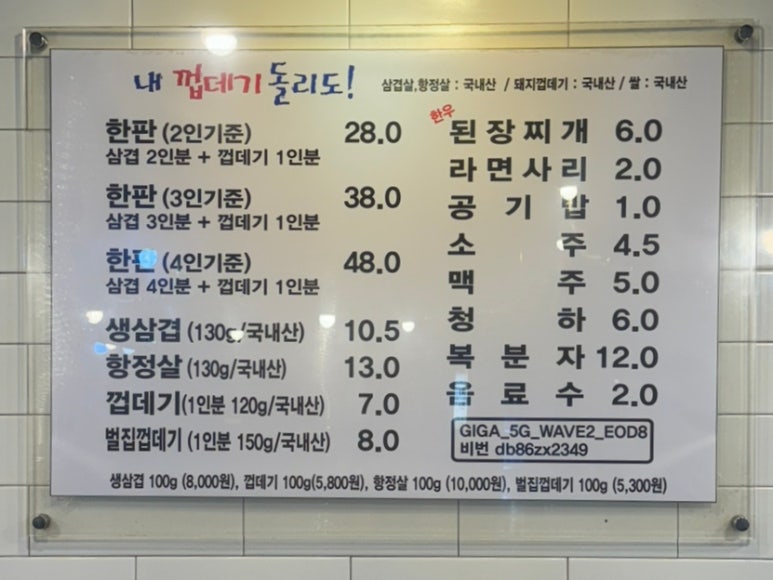 내 껍데기 돌리도!
삼겹살,항정살 : 국내산 / 돼지껍데기 : 국내산 / 쌀 : 국내산
한판 (2인기준) 28.0
삼겹 2인분 + 껍데기 1인분
한판 (3인기준) 38.0
삼겹 3인분 + 껍데기 1인분
한판 (4인기준) 48.0
삼겹 4인분 + 껍데기 1인분
생삼겹 (130g/국내산) 10.5
항정살 (130g/국내산) 13.0
껍데기 (1인분 120g/국내산) 7.0
벌집껍데기 (1인분 150g/국내산) 8.0
한우 된장찌개 6.0
라면사리 2.0
공기밥 1.0
소주 4.5
맥주 5.0
청하 6.0
복분자 12.0
음료수 2.0
GIGA_5G_WAVE2_EOD8
비번 db86zx2349
생삼겹 100g (8,000원), 껍데기 100g(5,800원), 항정살 100g (10,000원), 벌집껍데기 100g (5,300원)